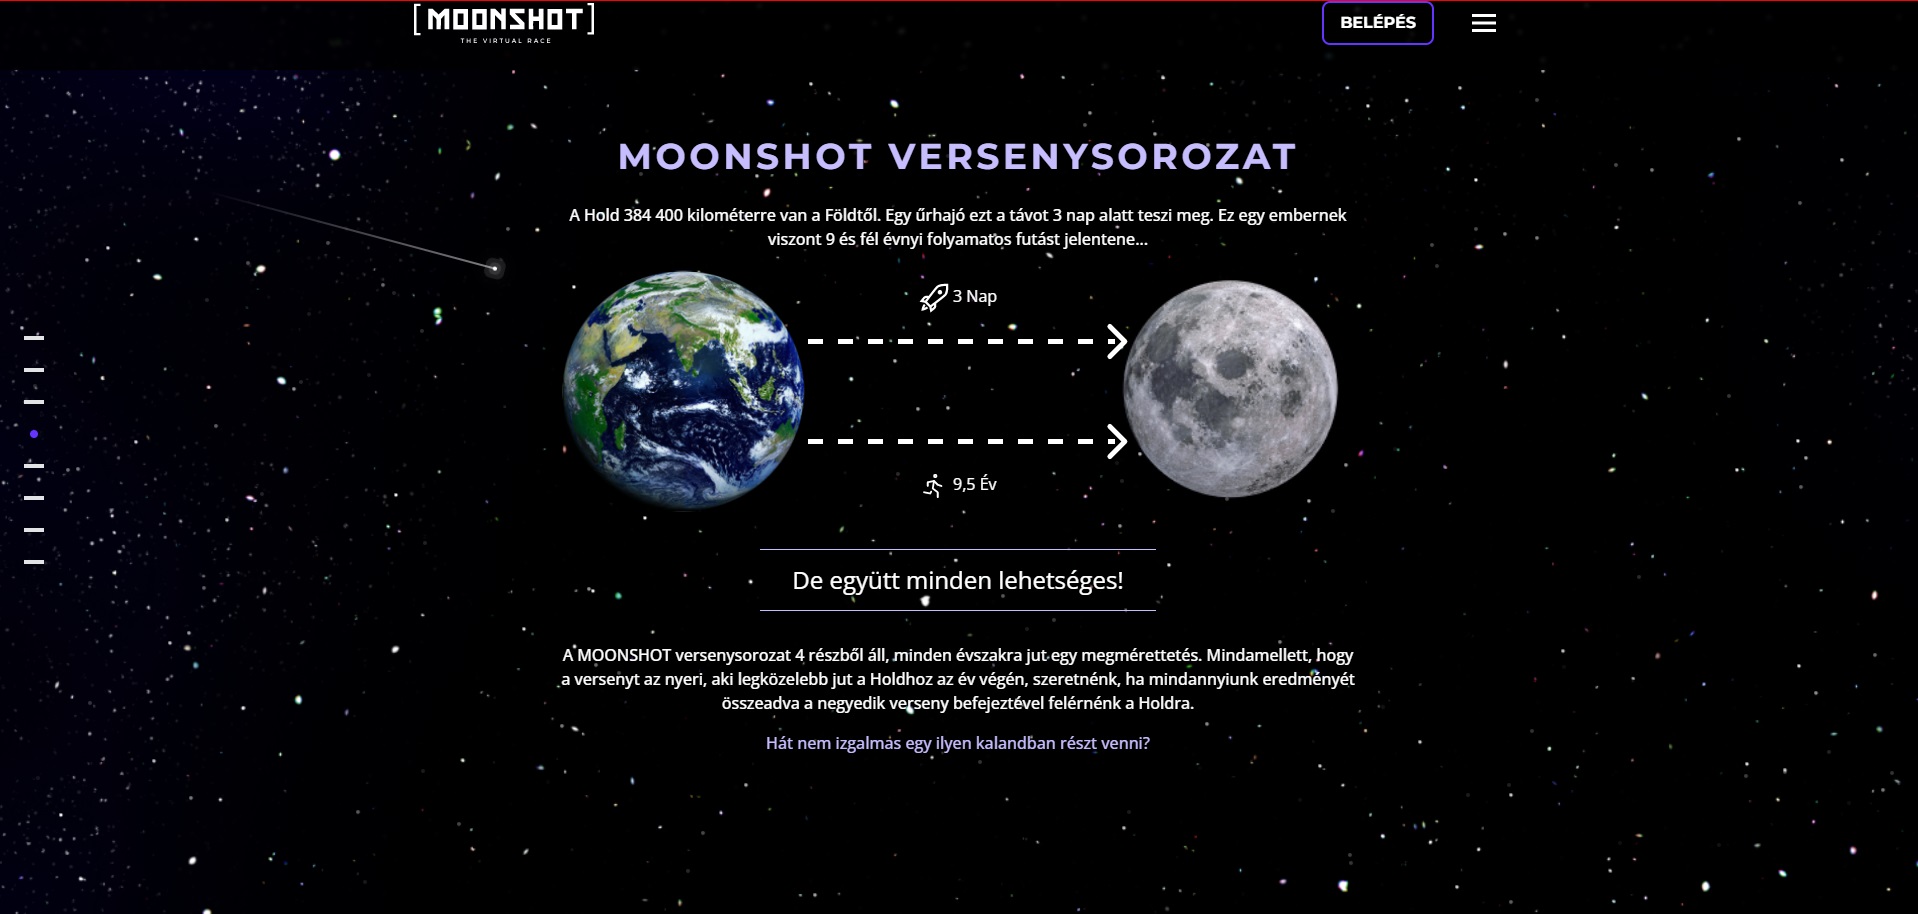 [MOONSHOT]
THE VIRTUAL RACE
BELÉPÉS
MOONSHOT VERSENYSOROZAT
A Hold 384 400 kilométerre van a Földtől. Egy űrhajó ezt a távot 3 nap alatt teszi meg. Ez egy embernek
viszont 9 és fél évnyi folyamatos futást jelentene...
3 Nap
9,5 Év
De együtt minden lehetséges!
A MOONSHOT versenysorozat 4 részből áll, minden évszakra jut egy megmérettetés. Mindamellett, hogy
a versenyt az nyeri, aki legközelebb jut a Holdhoz az év végén, szeretnénk, ha mindannyiunk eredményét
összeadva a negyedik verseny befejeztével felérnénk a Holdra.
Hát nem izgalmas egy ilyen kalandban részt venni?